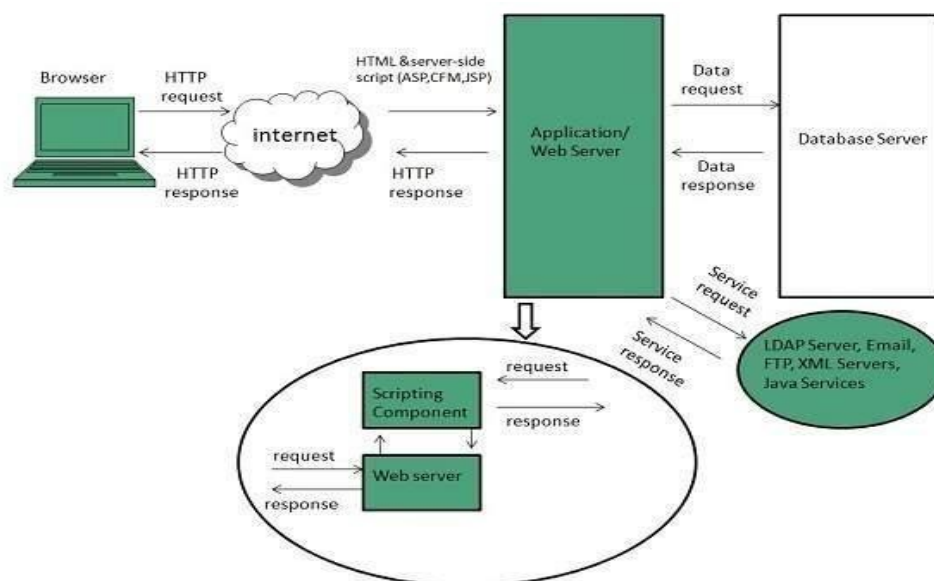 Browser
HTTP
request
internet
HTTP
response
HTML &server-side
script (ASP,CFM,JSP)
HTTP
response
Application/
Web Server
Data
request
Data
response
Database Server
Service
request
Service
response
LDAP Server, Email,
FTP, XML Servers,
Java Services
request
Scripting
Component
response
request
Web server
response